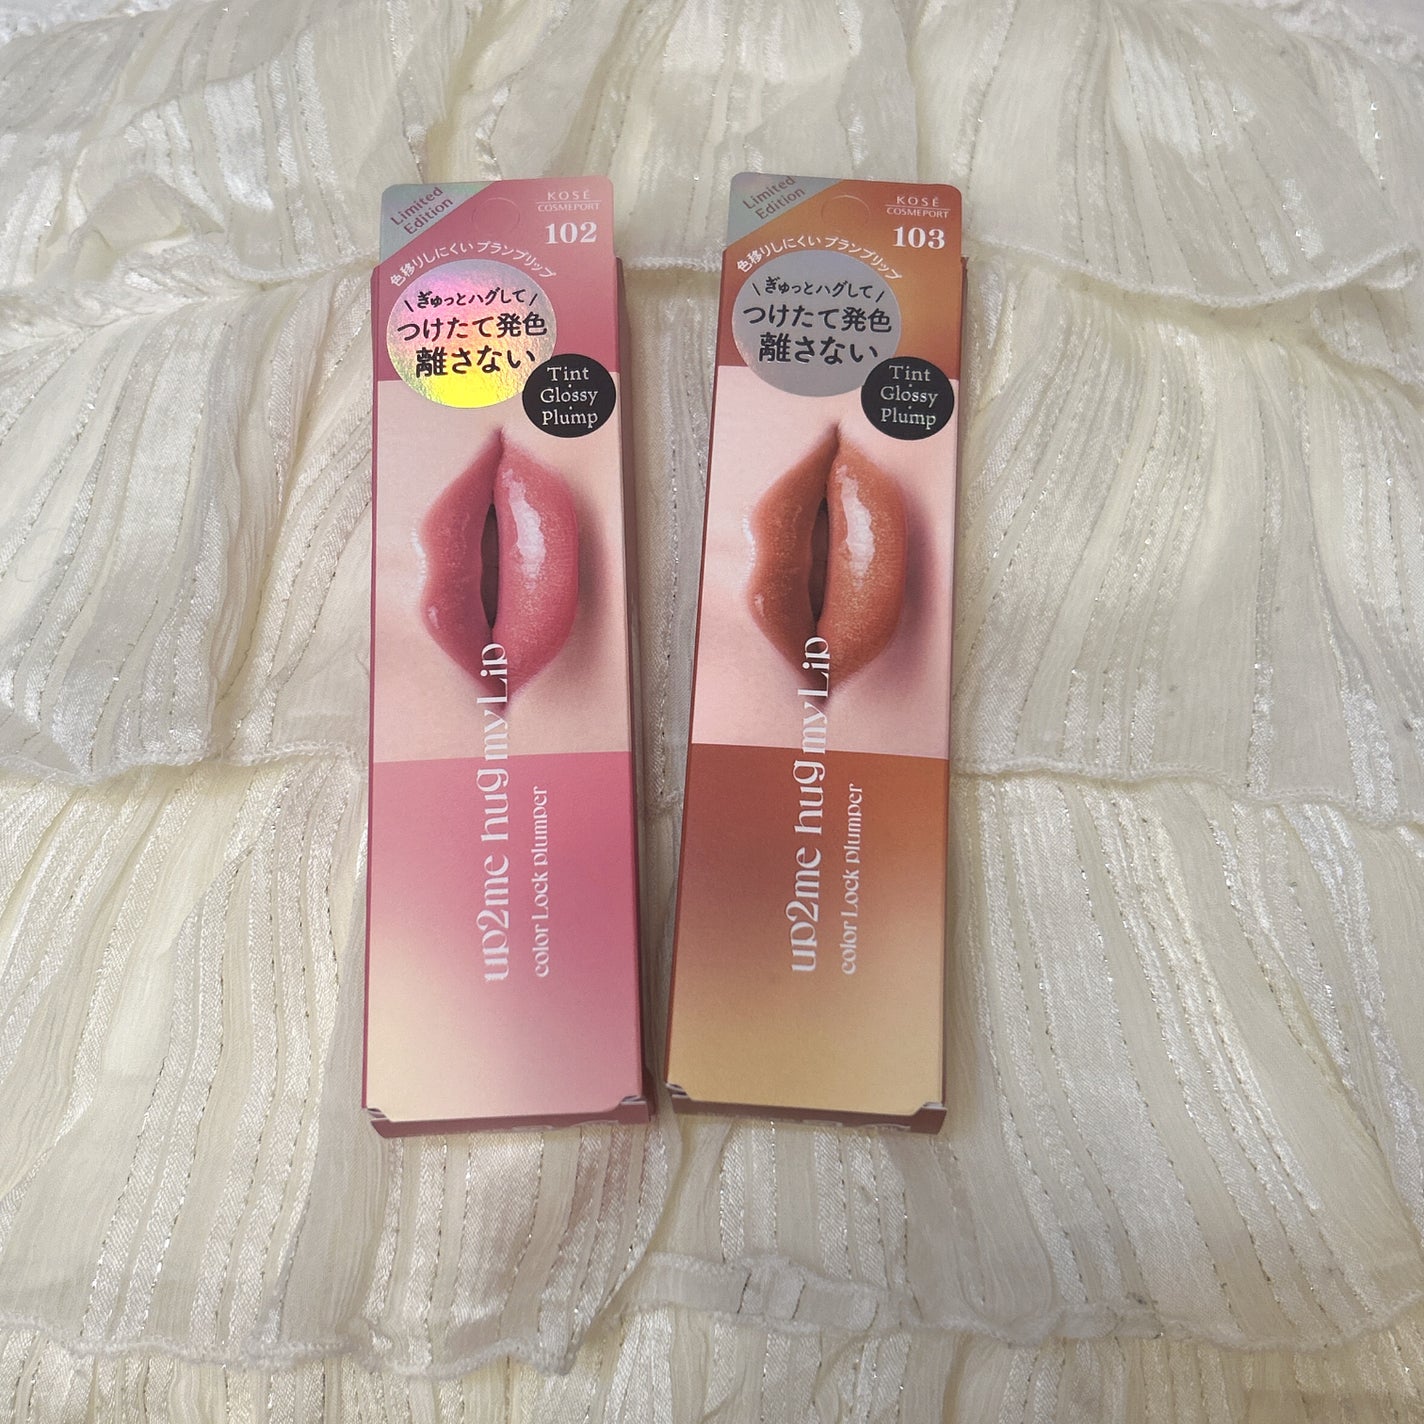 Limited
Edition
KOSÉ
COSMEPORT
102
色移りしにくい プランプリップ
\ ぎゅっとハグして /
つけたて発色
離さない
Tint
・
Glossy
・
Plump
up2me hug myLip
color Lock plumper
Limited
Edition
KOSÉ
COSMEPORT
103
色移りしにくい プランプリップ
\ ぎゅっとハグして /
つけたて発色
離さない
Tint
・
Glossy
・
Plump
up2me hug myLip
color Lock plumper